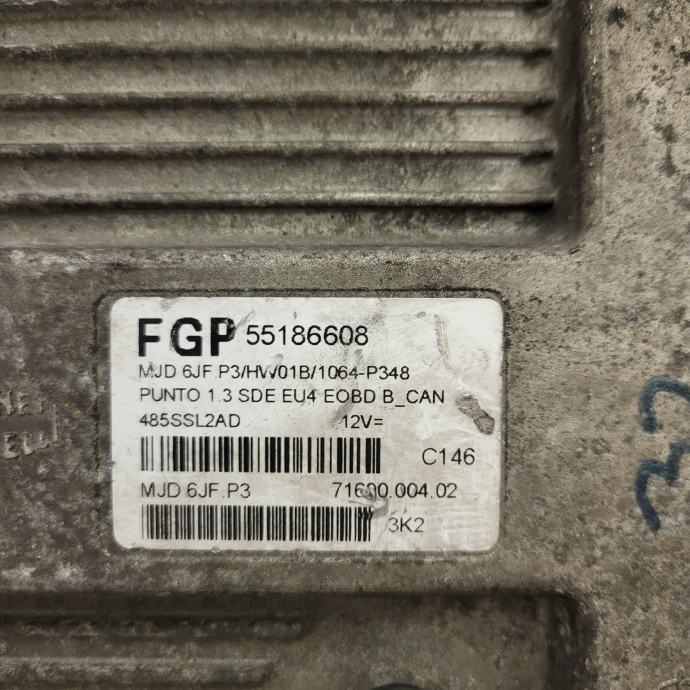 FGP 55186608
MJD 6JF.P3/HW01B/1064-P348
PUNTO 1.3 SDE EU4 EOBD B_CAN
485SSL2AD 12V=
C146
MJD 6JF.P3 71600.004.02
3K2